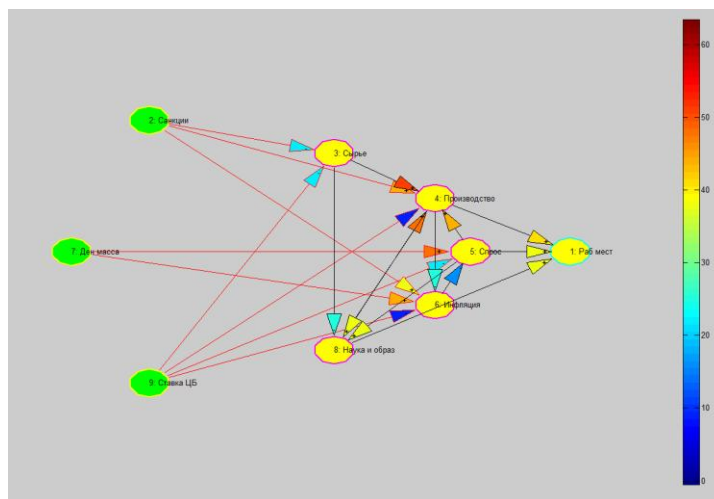 60
2: Санкции
50
3: Сырье
4: Производство
40
7: Ден масса
5: Спрос
1: Раб мест
30
6: Инфляция
20
8: Наука и образ
9: Ставка ЦБ
10
0